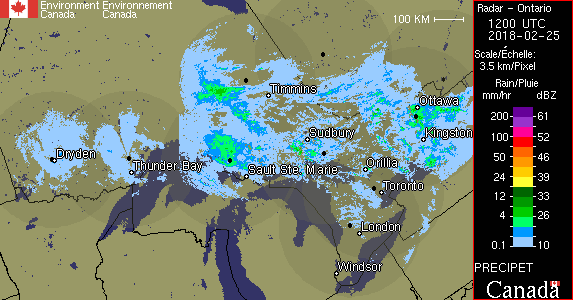 Environment Environnement
Canada Canada
100 KM
Timmins
Ottawa
Kingston
Sudbury
Dryden
Thunder Bay
Sault Ste. Marie
Orillia
Toronto
London
Windsor
Radar - Ontario
1200 UTC
2018-02-25
Scale/Échelle:
3.5 km/Pixel
Rain/Pluie
mm/hr dBZ
200 61
100 52
50 46
24 39
12 33
4 26
0.1 10
PRECIPET
Canada